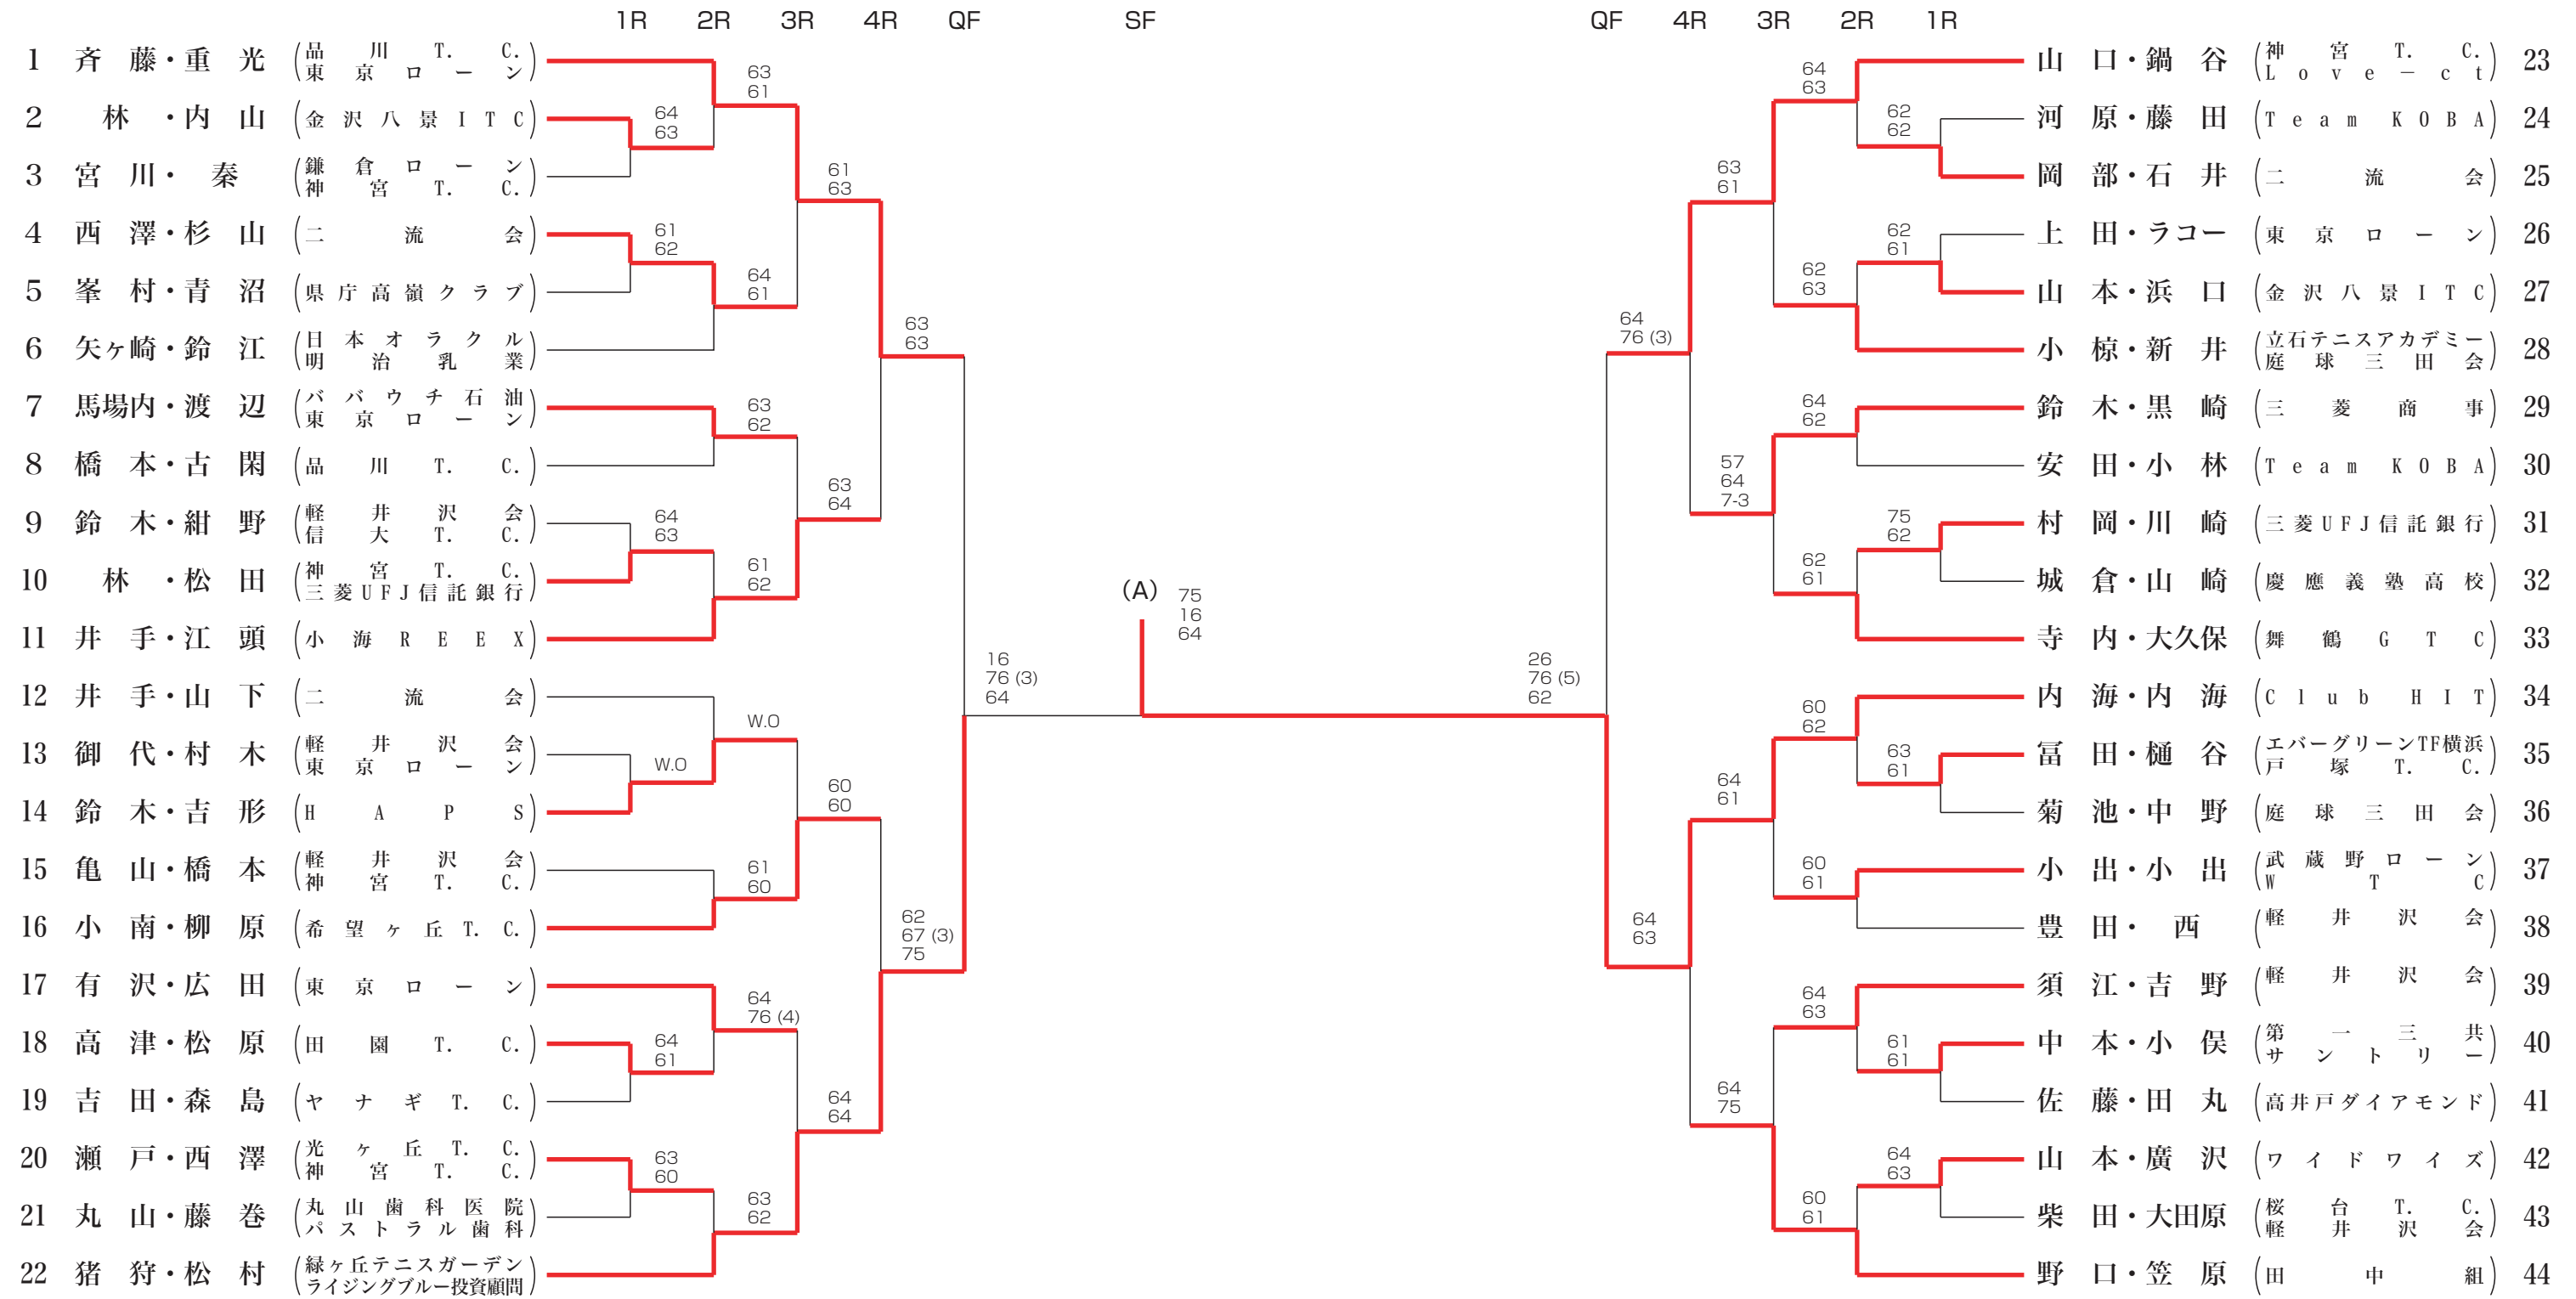 1R 2R 3R 4R QF SF QF 4R 3R 2R 1R
1 斉藤・重光 (品川T.C. 東京ローン)
2 林・内山 (金沢八景ITC)
3 宮川・秦 (鎌倉ローン 神宮T.C.)
4 西澤・杉山 (二流会)
5 峯村・青沼 (県庁高嶺クラブ)
6 矢ヶ崎・鈴江 (日本オラクル 明治乳業)
7 馬場内・渡辺 (ババウチ石油 東京ローン)
8 橋本・古閑 (品川T.C.)
9 鈴木・紺野 (軽井沢会 信大T.C.)
10 林・松田 (神宮T.C. 三菱UFJ信託銀行)
11 井手・江頭 (小海REEX)
12 井手・山下 (二流会)
13 御代・村木 (軽井沢会 東京ローン)
14 鈴木・吉形 (HAPS)
15 亀山・橋本 (軽井沢会 神宮T.C.)
16 小南・柳原 (希望ヶ丘T.C.)
17 有沢・広田 (東京ローン)
18 高津・松原 (田園T.C.)
19 吉田・森島 (ヤナギT.C.)
20 瀬戸・西澤 (光ヶ丘T.C. 神宮T.C.)
21 丸山・藤巻 (丸山歯科医院 パストラル歯科)
22 猪狩・松村 (緑ヶ丘テニスガーデン ライジングブルー投資顧問)
64 63
61 62
64 63
W.O
64 61
63 60
63 61
64 61
63 62
61 62
W.O
61 60
64 76 (4)
63 62
61 63
63 64
60 60
64 64
63 63
62 67 (3) 75
16 76 (3) 64
(A) 75 16 64
26 76 (5) 62
64 76 (3)
64 63
63 61
57 64 7-3
64 61
64 75
64 63
62 63
64 62
62 61
60 62
60 61
64 63
60 61
62 62
62 61
75 62
63 61
61 61
64 63
山口・鍋谷 (神宮T.C. Love-ct) 23
河原・藤田 (Team KOBA) 24
岡部・石井 (二流会) 25
上田・ラコー (東京ローン) 26
山本・浜口 (金沢八景ITC) 27
小椋・新井 (立石テニスアカデミー 庭球三田会) 28
鈴木・黒崎 (三菱商事) 29
安田・小林 (Team KOBA) 30
村岡・川崎 (三菱UFJ信託銀行) 31
城倉・山崎 (慶應義塾高校) 32
寺内・大久保 (舞鶴GTC) 33
内海・内海 (Club HIT) 34
冨田・樋谷 (エバーグリーンTF横浜 戸塚T.C.) 35
菊池・中野 (庭球三田会) 36
小出・小出 (武蔵野ローン WTC) 37
豊田・西 (軽井沢会) 38
須江・吉野 (軽井沢会) 39
中本・小俣 (第一三共 サントリー) 40
佐藤・田丸 (高井戸ダイアモンド) 41
山本・廣沢 (ワイドワイズ) 42
柴田・大田原 (桜台T.C. 軽井沢会) 43
野口・笠原 (田中組) 44